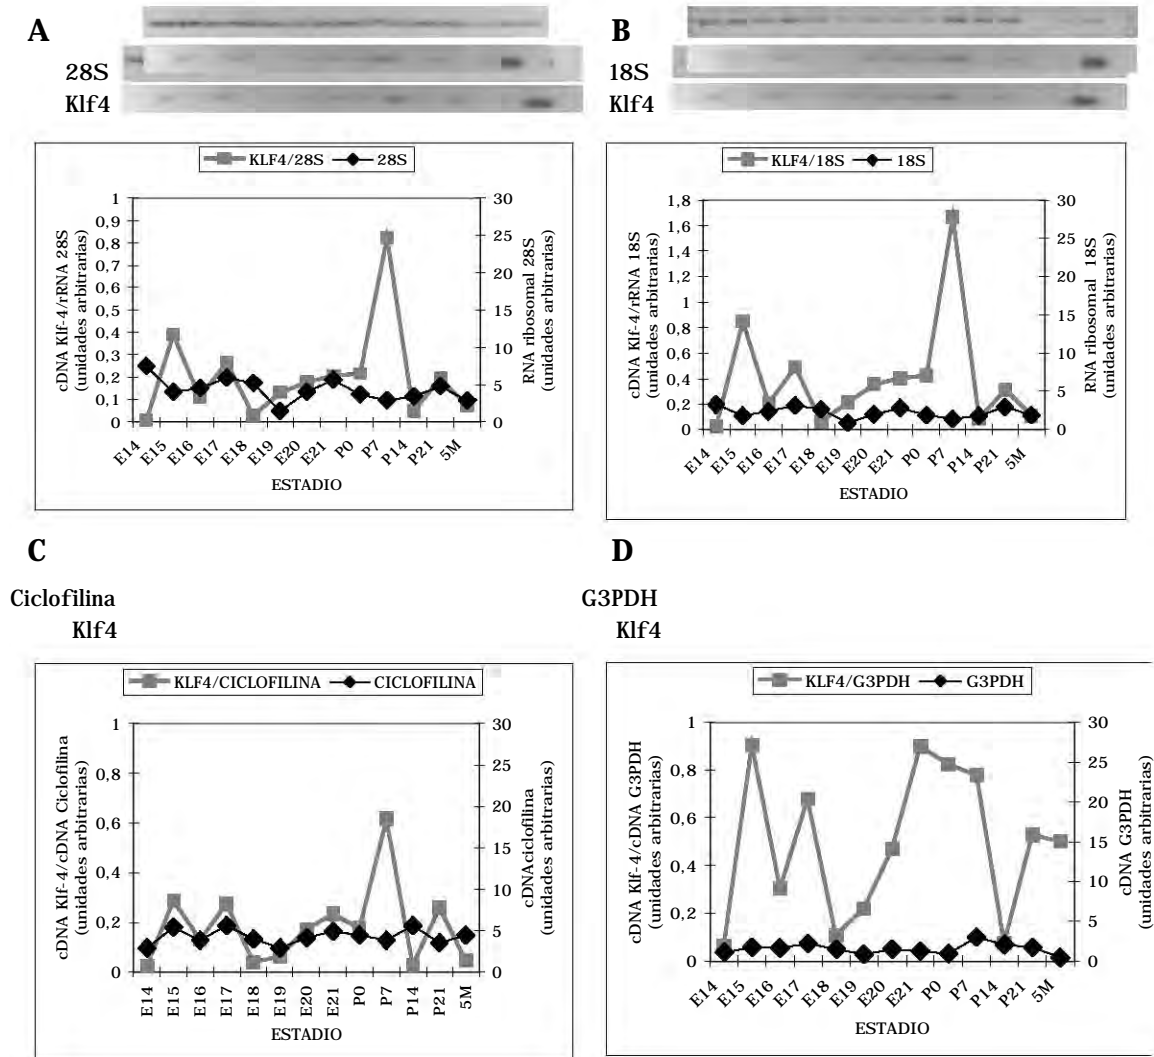 A
28S
Klf4
B
18S
Klf4
KLF4/28S 28S
cDNA Klf-4/rRNA 28S
(unidades arbitrarias)
1
0,9
0,8
0,7
0,6
0,5
0,4
0,3
0,2
0,1
0
30
25
20
15
10
5
0
RNA ribosomal 28S
(unidades arbitrarias)
E14 E15 E16 E17 E18 E19 E20 E21 P0 P7 P14 P21 5M
ESTADIO
KLF4/18S 18S
cDNA Klf-4/rRNA 18S
(unidades arbitrarias)
1,8
1,6
1,4
1,2
1
0,8
0,6
0,4
0,2
0
30
25
20
15
10
5
0
RNA ribosomal 18S
(unidades arbitrarias)
E14 E15 E16 E17 E18 E19 E20 E21 P0 P7 P14 P21 5M
ESTADIO
C
Ciclofilina
Klf4
D
G3PDH
Klf4
KLF4/CICLOFILINA CICLOFILINA
cDNA Klf-4/cDNA Ciclofilina
(unidades arbitrarias)
1
0,8
0,6
0,4
0,2
0
30
25
20
15
10
5
0
cDNAciclofilina
(unidades arbitrarias)
E14 E15 E16 E17 E18 E19 E20 E21 P0 P7 P14 P21 5M
ESTADIO
KLF4/G3PDH G3PDH
cDNA Klf-4/cDNA G3PDH
(unidades arbitrarias)
1
0,8
0,6
0,4
0,2
0
30
25
20
15
10
5
0
cDNA G3PDH
(unidades arbitrarias)
E14 E15 E16 E17 E18 E19 E20 E21 P0 P7 P14 P21 5M
ESTADIO